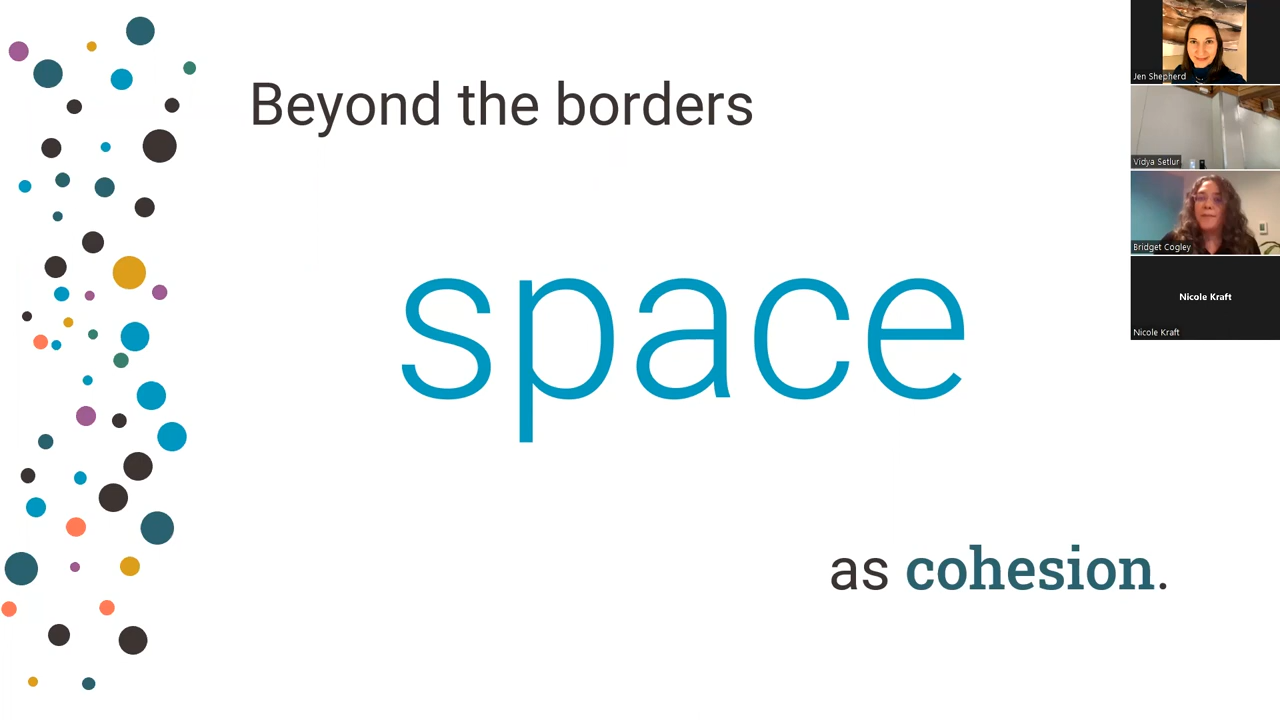 Beyond the borders
space
as cohesion.
Jen Shepherd
Vidya Setlur
Bridget Cogley
Nicole Kraft
Nicole Kraft